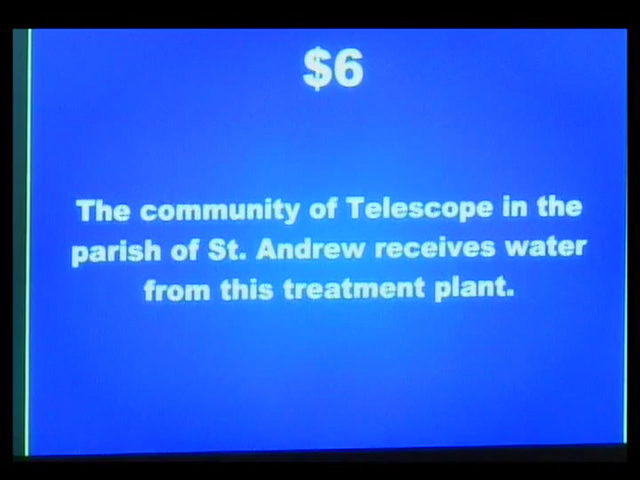 $6
The community of Telescope in the
parish of St. Andrew receives water
from this treatment plant.